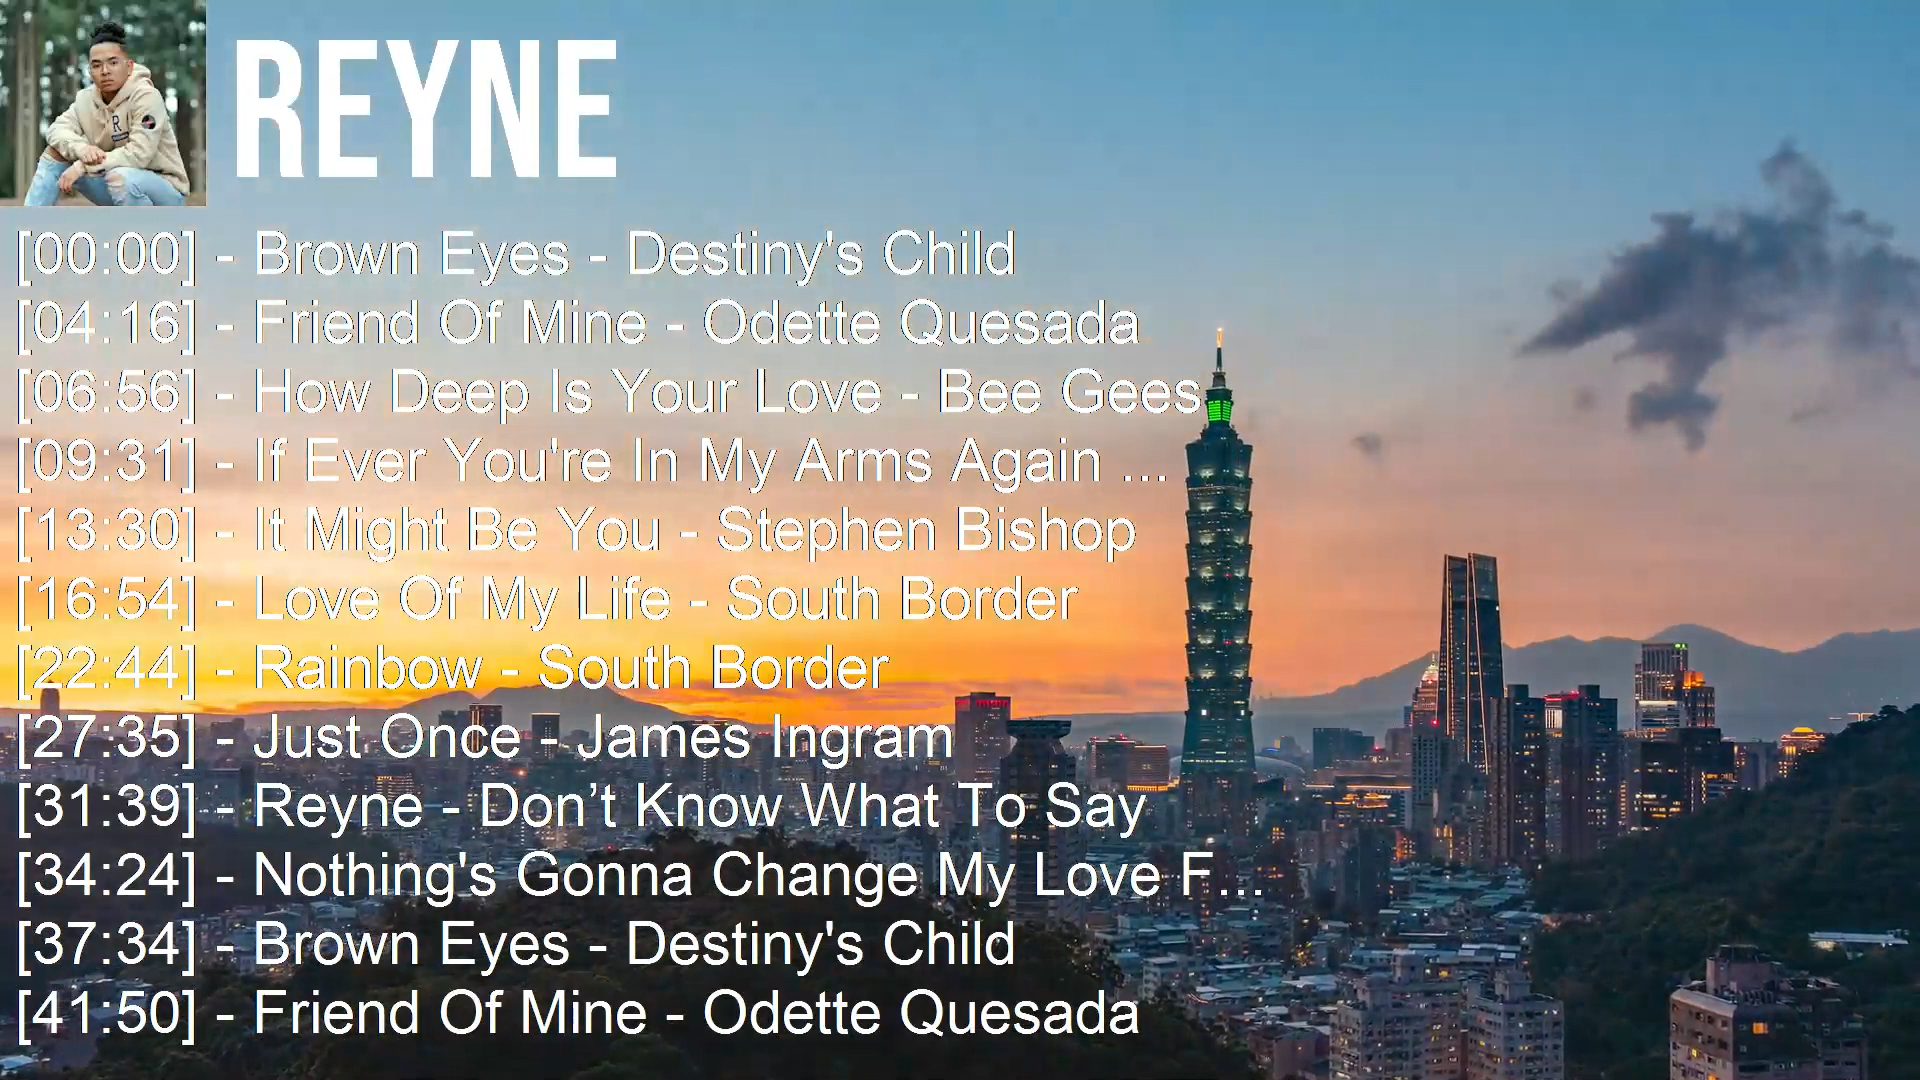 REYNE
[00:00] - Brown Eyes - Destiny's Child
[04:16] - Friend Of Mine - Odette Quesada
[06:56] - How Deep Is Your Love - Bee Gees
[09:31] - If Ever You're In My Arms Again ...
[13:30] - It Might Be You - Stephen Bishop
[16:54] - Love Of My Life - South Border
[22:44] - Rainbow - South Border
[27:35] - Just Once - James Ingram
[31:39] - Reyne - Don’t Know What To Say
[34:24] - Nothing's Gonna Change My Love F...
[37:34] - Brown Eyes - Destiny's Child
[41:50] - Friend Of Mine - Odette Quesada